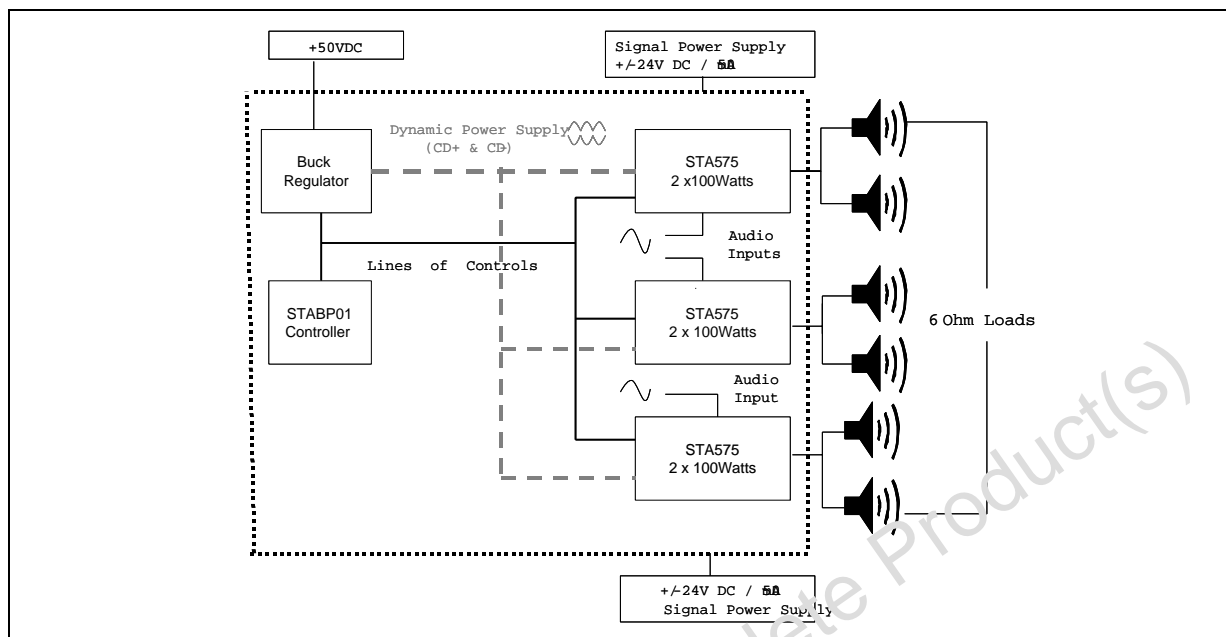 +50VDC
Signal Power Supply
+/-24V DC /
Dynamic Power Supply
(CD+ & CD-)
Buck
Regulator
STA575
2 x100Watts
Audio
Inputs
Lines of Controls
STABP01
Controller
STA575
2 x 100Watts
6 Ohm Loads
Audio
Input
STA575
2 x 100Watts
+/-24V DC /
Signal Power Supply
Product(s)